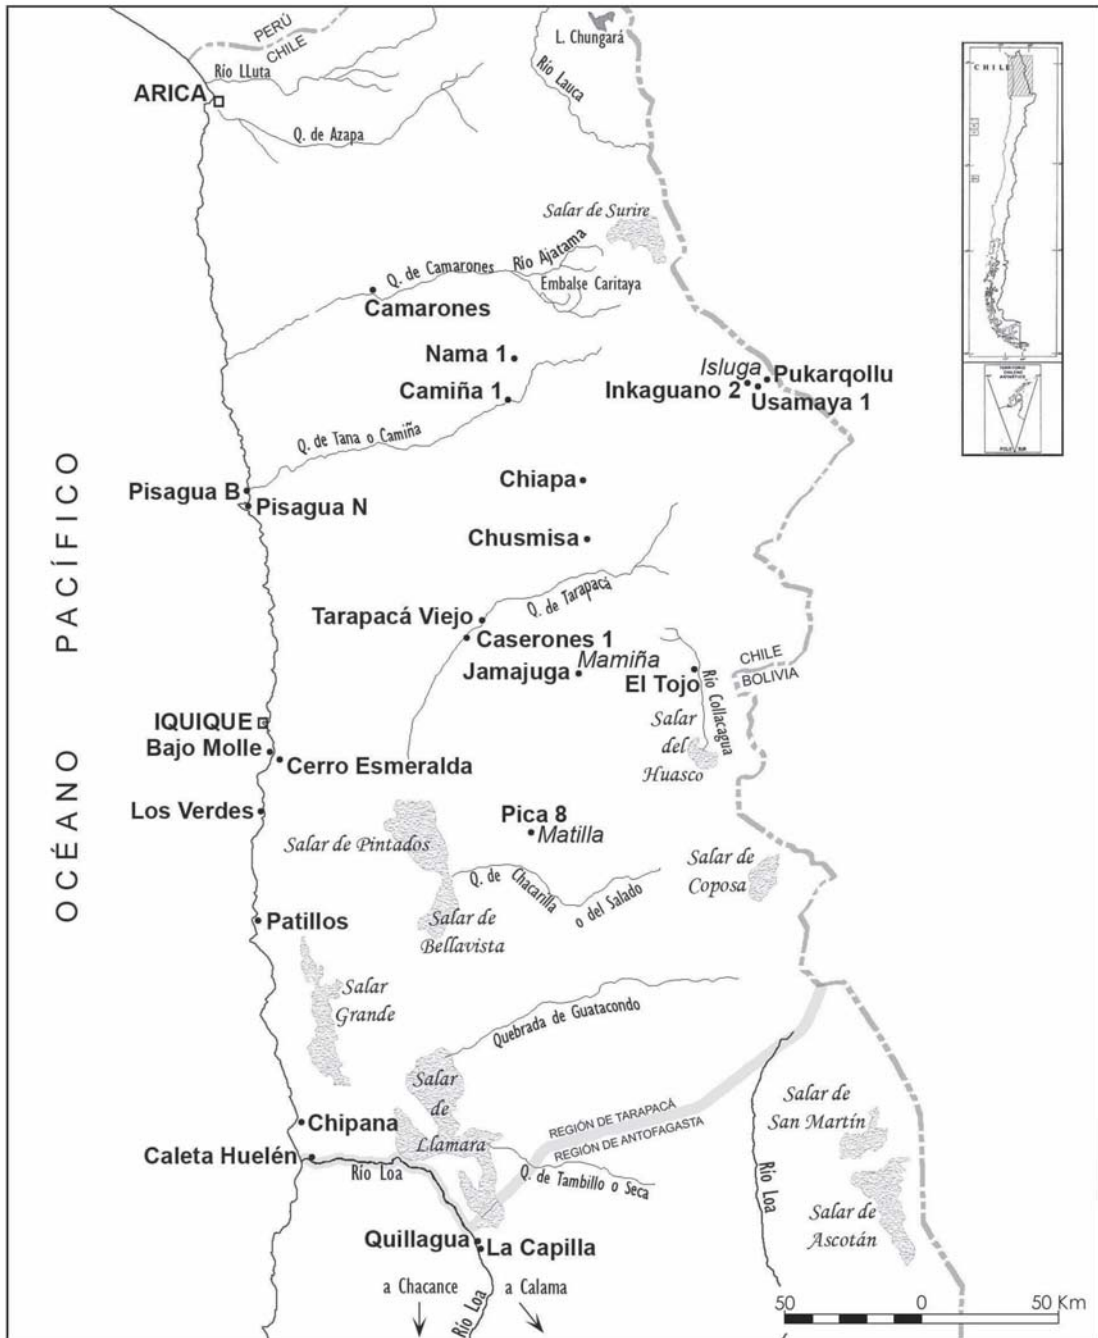 PERÚ
CHILE
L. Chungará
Río LLuta
Río Lauca
ARICA
Q. de Azapa
CHILE
Salar de Surire
Río Ajatama
Q. de Camarones
Embalse Caritaya
Camarones
Nama 1
Isluga
Pukarqollu
Camiña 1
Inkaguano 2
Usamaya 1
TERRITORIO
CHILENO
ANTARTICO
POLO SUR
Q. de Tana o Camiña
OCÉANO PACÍFICO
Chiapa
Pisagua B
Pisagua N
Chusmisa
Q. de Tarapacá
Tarapacá Viejo
Caserones 1
Mamiña
Jamajuga
El Tojo
CHILE
BOLIVIA
Río Collacagua
IQUIQUE
Salar
del
Huasco
Bajo Molle
Cerro Esmeralda
Los Verdes
Pica 8
Matilla
Salar de Pintados
Salar de
Coposa
Q. de Chacarilla o del Salado
Patillos
Salar de
Bellavista
Salar
Grande
Quebrada de Guatacondo
Salar
de
Llamara
Salar de
San Martín
Chipana
REGIÓN DE TARAPACÁ
REGIÓN DE ANTOFAGASTA
Caleta Huelén
Río Loa
Q. de Tambillo o Seca
Río Loa
Salar de
Ascotán
Quillagua
La Capilla
a Chacance
a Calama
Río Loa
50 0 50 Km